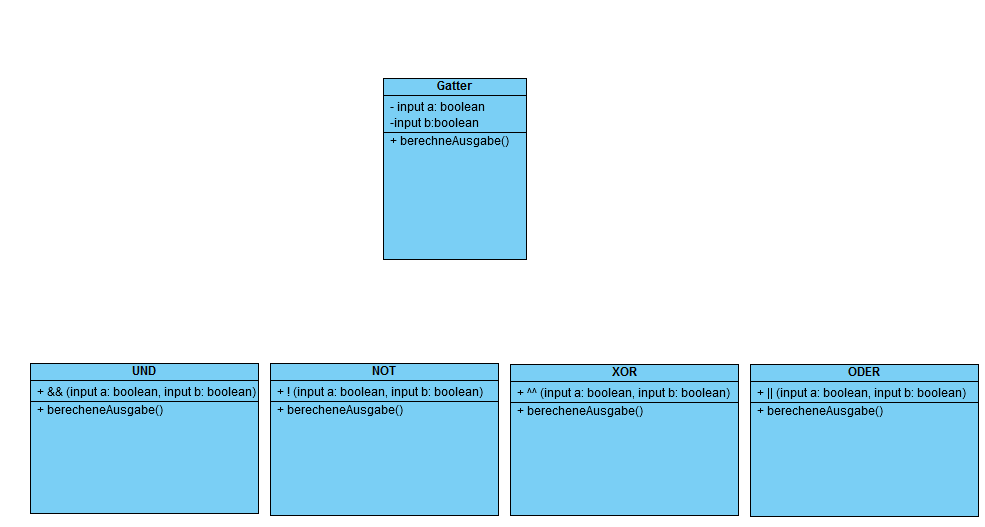 Gatter
- input a: boolean
-input b:boolean
+ berechneAusgabe()
UND
+ && (input a: boolean, input b: boolean)
+ berecheneAusgabe()
NOT
+ ! (input a: boolean, input b: boolean)
+ berecheneAusgabe()
XOR
+ ^^ (input a: boolean, input b: boolean)
+ berecheneAusgabe()
ODER
+ || (input a: boolean, input b: boolean)
+ berecheneAusgabe()